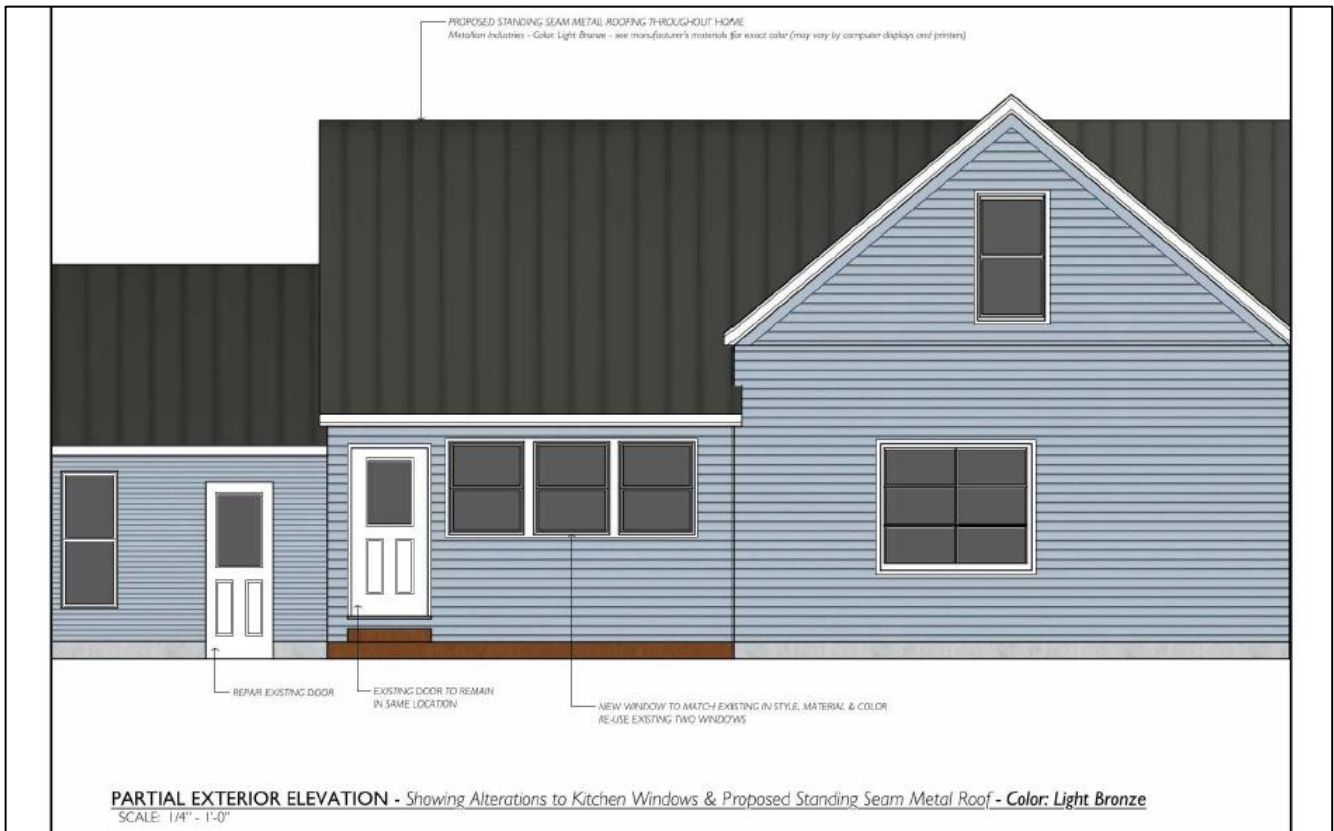 PROPOSED STANDING SEAM METAL ROOFING THROUGHOUT HOME
Metallion Industries - Color: Light Bronze - see manufacturer's materials for exact color (may vary by computer displays and printers)
REPAIR EXISTING DOOR
EXISTING DOOR TO REMAIN
IN SAME LOCATION
NEW WINDOW TO MATCH EXISTING IN STYLE, MATERIAL & COLOR
RE-USE EXISTING TWO WINDOWS
PARTIAL EXTERIOR ELEVATION - Showing Alterations to Kitchen Windows & Proposed Standing Seam Metal Roof - Color: Light Bronze
SCALE: 1/4" - 1'-0"